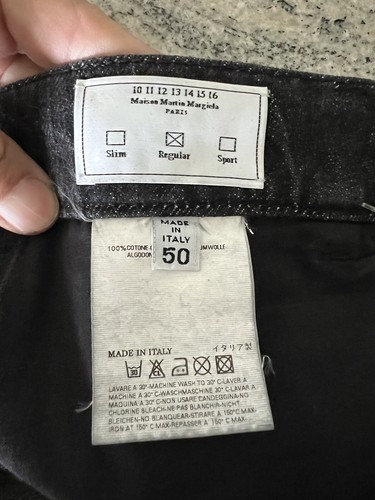 10 11 12 13 14 15 16
Maison Martin Margiela
PARIS
Slim Regular Sport
MADE
IN
ITALY
50
100%COTONE
ALGODON
MADE IN ITALY イタリア製
30 CL
LAVARE A 30°-MACHINE WASH TO 30° C-LAVER A
MACHINE A 30° C-WASCHMASCHINE 30° C-LAVAR A
MAQUINA A 30° C-NON USARE CANDEGGINA-NO
CHLORINE BLEACH-NE PAS BLANCHIR-NICHT
BLEICHEN-NO BLANQUEAR-STIRARE A 150°C MAX-
IRON AT 150° C MAX-REPASSER A 150° C MAX